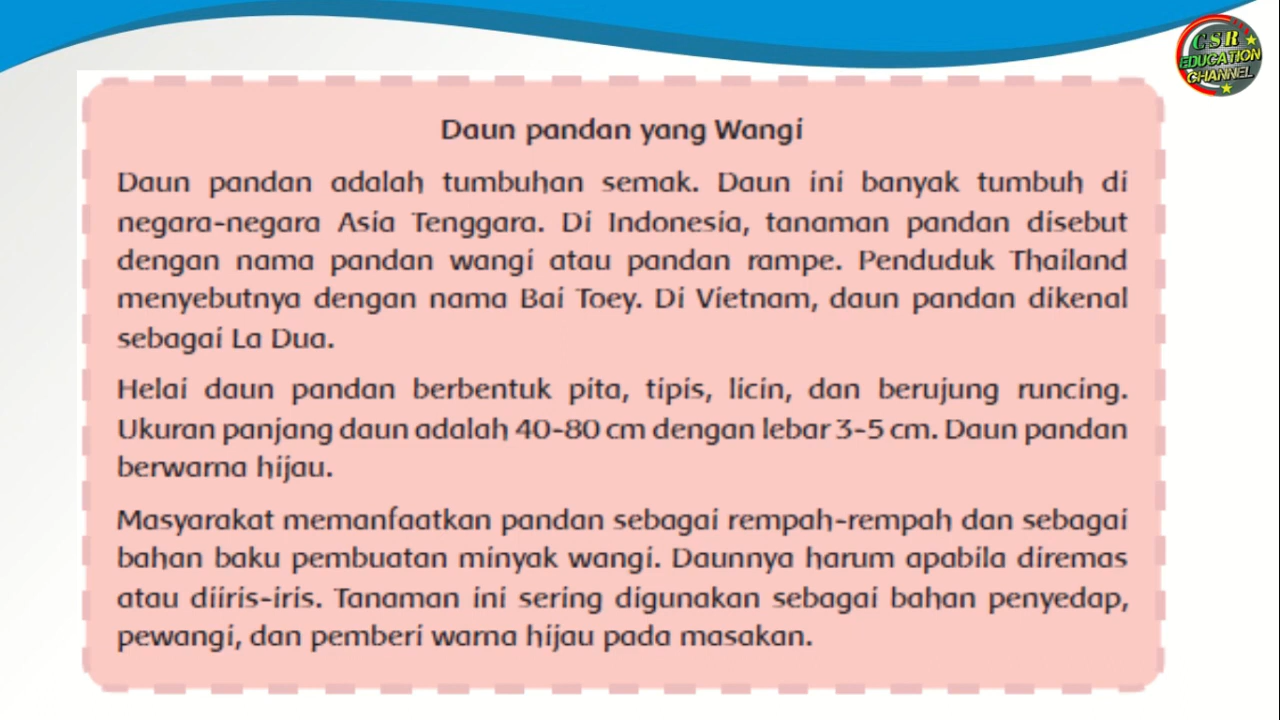 GSR
EDUCATION
CHANNEL
Daun pandan yang Wangi
Daun pandan adalah tumbuhan semak. Daun ini banyak tumbuh di
negara-negara Asia Tenggara. Di Indonesia, tanaman pandan disebut
dengan nama pandan wangi atau pandan rampe. Penduduk Thailand
menyebutnya dengan nama Bai Toey. Di Vietnam, daun pandan dikenal
sebagai La Dua.
Helai daun pandan berbentuk pita, tipis, licin, dan berujung runcing.
Ukuran panjang daun adalah 40-80 cm dengan lebar 3-5 cm. Daun pandan
berwarna hijau.
Masyarakat memanfaatkan pandan sebagai rempah-rempah dan sebagai
bahan baku pembuatan minyak wangi. Daunnya harum apabila diremas
atau diiris-iris. Tanaman ini sering digunakan sebagai bahan penyedap,
pewangi, dan pemberi warna hijau pada masakan.